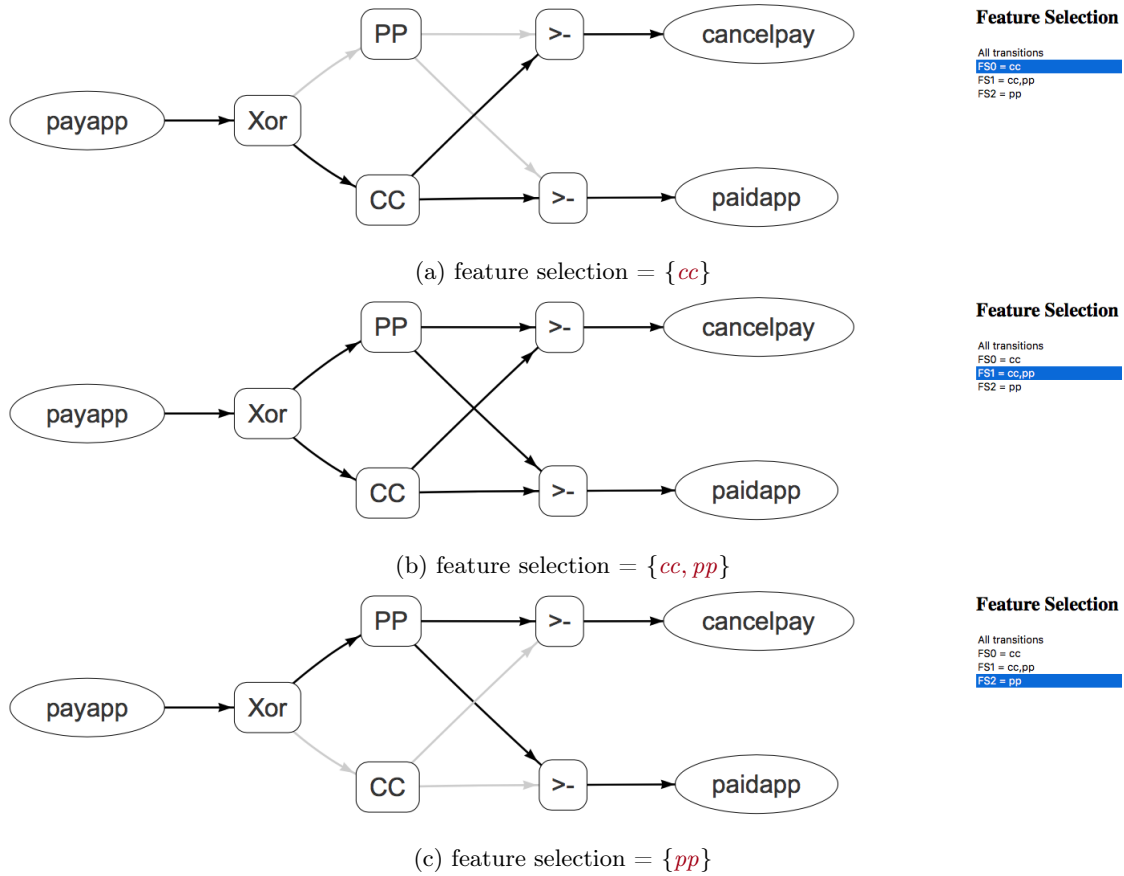 PP
>-
cancelpay
payapp
Xor
CC
>-
paidapp
Feature Selection
All transitions
FS0 = cc
FS1 = cc,pp
FS2 = pp
(a) feature selection = {cc}
PP
>-
cancelpay
payapp
Xor
CC
>-
paidapp
Feature Selection
All transitions
FS0 = cc
FS1 = cc,pp
FS2 = pp
(b) feature selection = {cc, pp}
PP
>-
cancelpay
payapp
Xor
CC
>-
paidapp
Feature Selection
All transitions
FS0 = cc
FS1 = cc,pp
FS2 = pp
(c) feature selection = {pp}